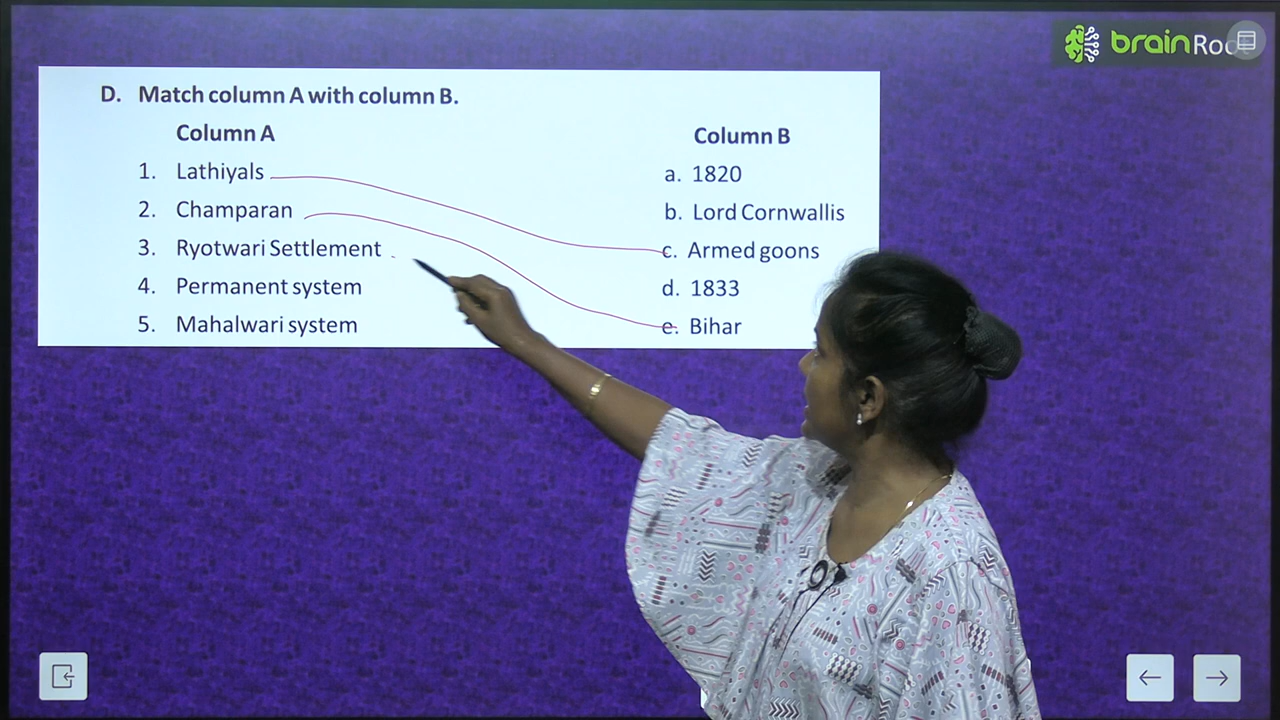 brainRoot
D. Match column A with column B.
Column A Column B
1. Lathiyals a. 1820
2. Champaran b. Lord Cornwallis
3. Ryotwari Settlement c. Armed goons
4. Permanent system d. 1833
5. Mahalwari system e. Bihar